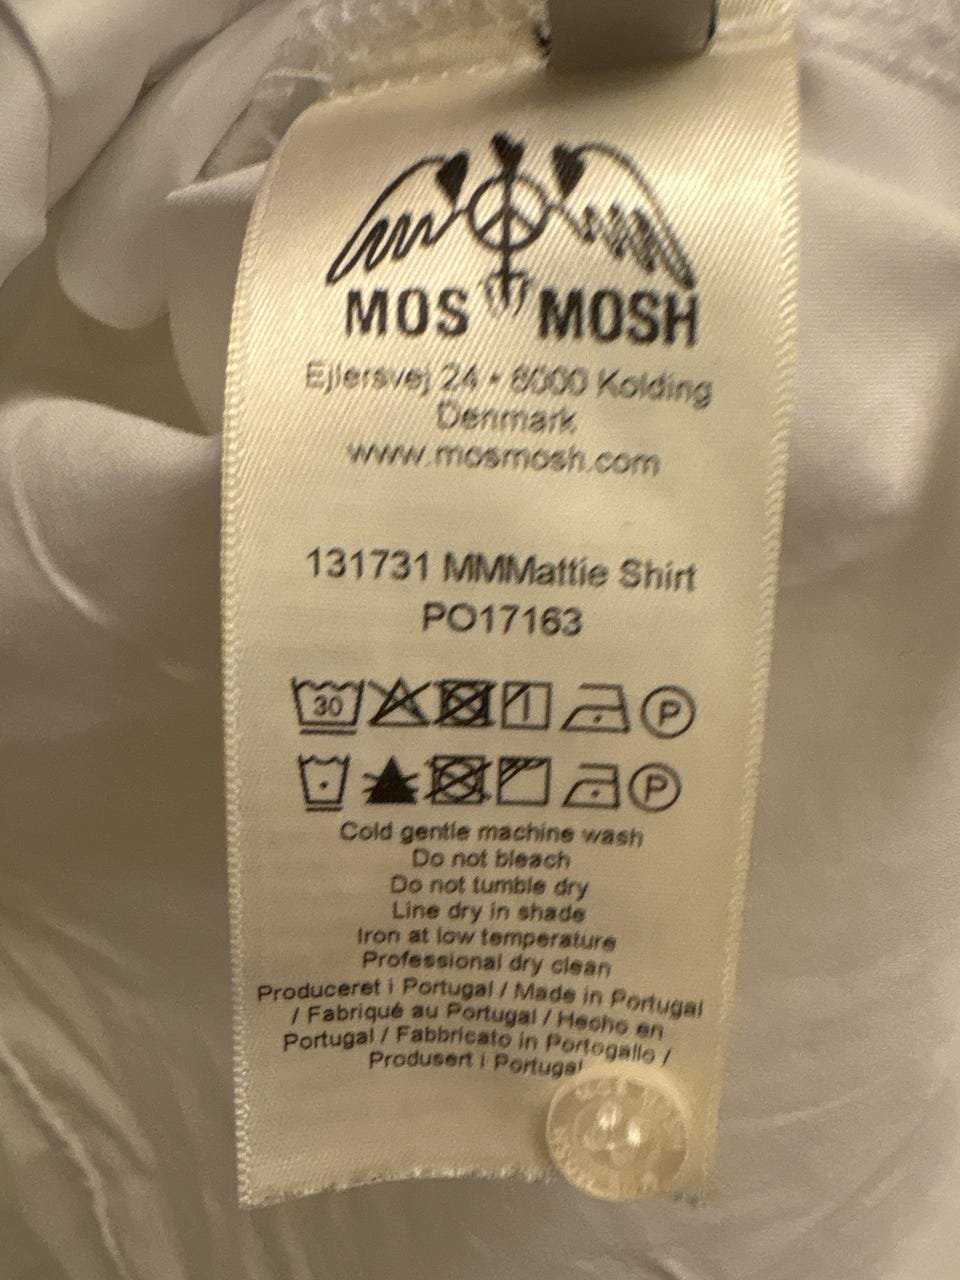 MOS MOSH
Ejlersvej 24 • 6000 Kolding
Denmark
www.mosmosh.com
131731 MMMattie Shirt
PO17163
30 P
P
Cold gentle machine wash
Do not bleach
Do not tumble dry
Line dry in shade
Iron at low temperature
Professional dry clean
Produceret i Portugal / Made in Portugal
/ Fabriqué au Portugal / Hecho en
Portugal / Fabbricato in Portogallo /
Produsert i Portugal